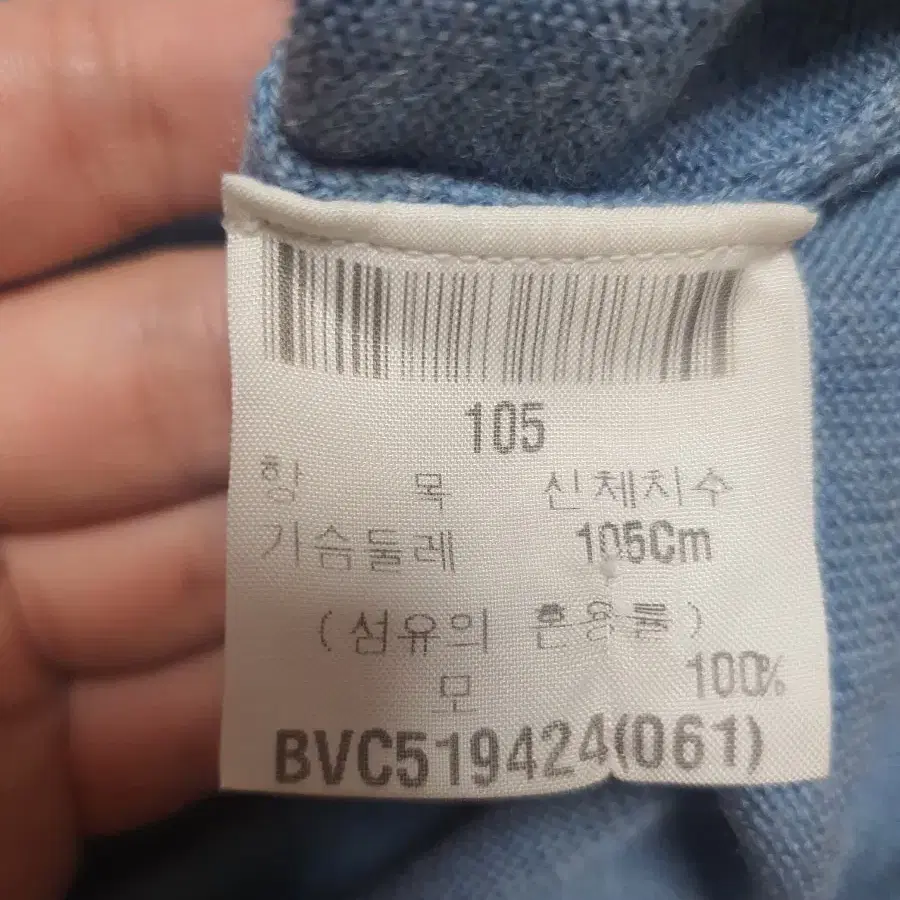 105
항 목 신체치수
가슴둘레 105Cm
(섬유의 혼용률)
모 100%
BVC519424(061)